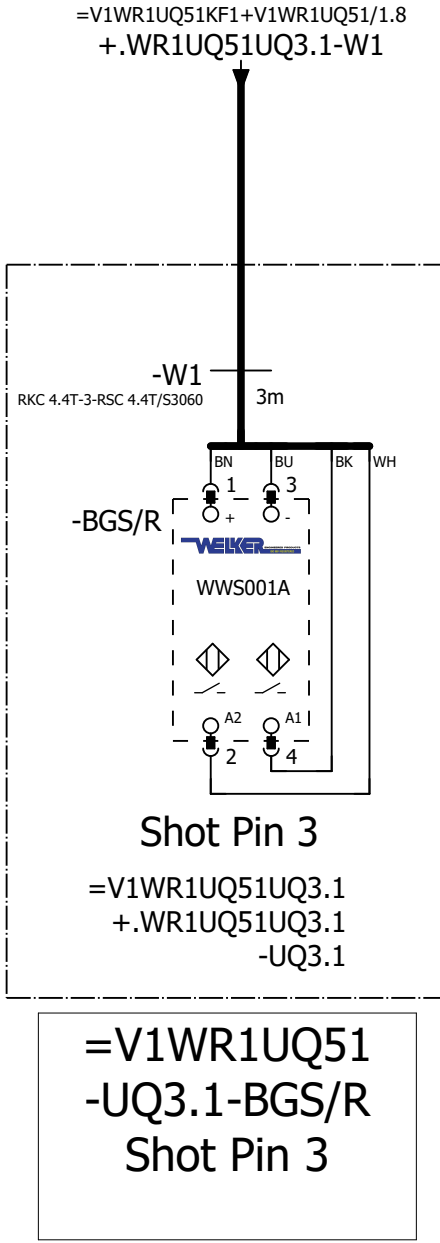 =V1WR1UQ51KF1+V1WR1UQ51/1.8
+.WR1UQ51UQ3.1-W1
-W1
RKC 4.4T-3-RSC 4.4T/S3060
3m
BN BU BK WH
1 3
-BGS/R
+ -
WELKER
WWS001A
A2 A1
2 4
Shot Pin 3
=V1WR1UQ51UQ3.1
+.WR1UQ51UQ3.1
-UQ3.1
=V1WR1UQ51
-UQ3.1-BGS/R
Shot Pin 3